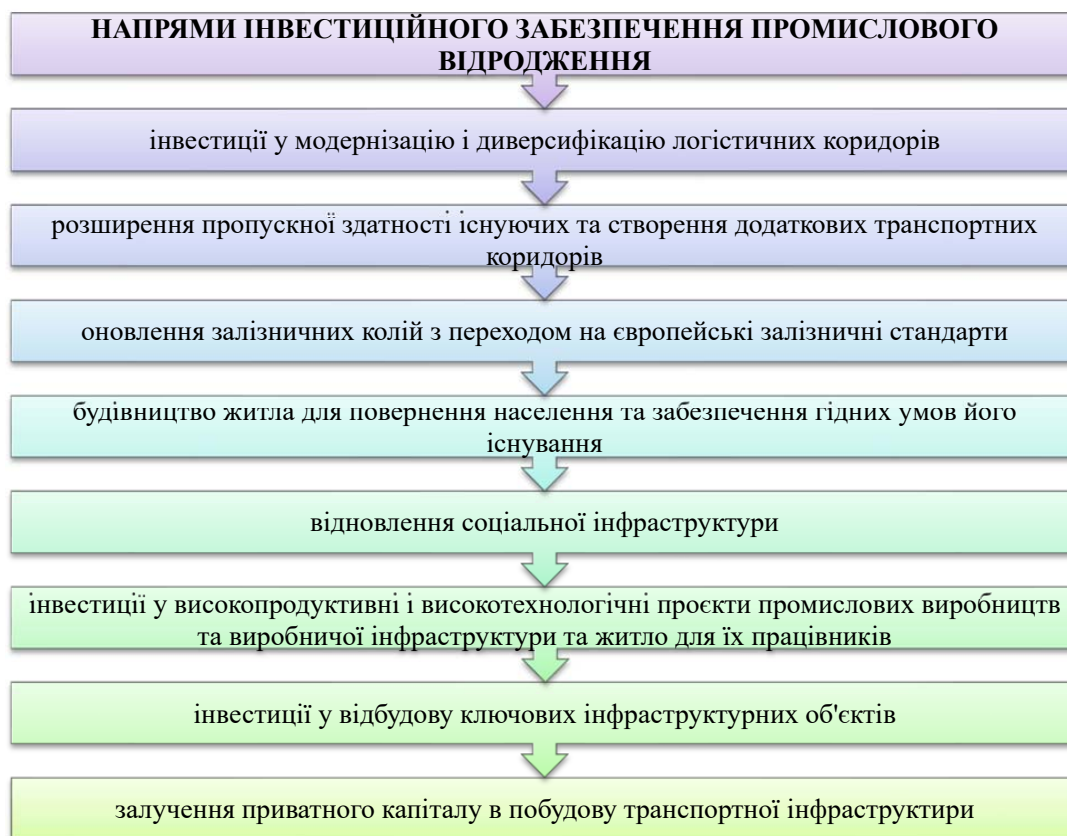 НАПРЯМИ ІНВЕСТИЦІЙНОГО ЗАБЕЗПЕЧЕННЯ ПРОМИСЛОВОГО
ВІДРОДЖЕННЯ
інвестиції у модернізацію і диверсифікацію логістичних коридорів
розширення пропускної здатності існуючих та створення додаткових транспортних
коридорів
оновлення залізничних колій з переходом на європейські залізничні стандарти
будівництво житла для повернення населення та забезпечення гідних умов його
існування
відновлення соціальної інфраструктури
інвестиції у високопродуктивні і високотехнологічні проєкти промислових виробництв
та виробничої інфраструктури та житло для їх працівників
інвестиції у відбудову ключових інфраструктурних об'єктів
залучення приватного капіталу в побудову транспортної інфраструктири